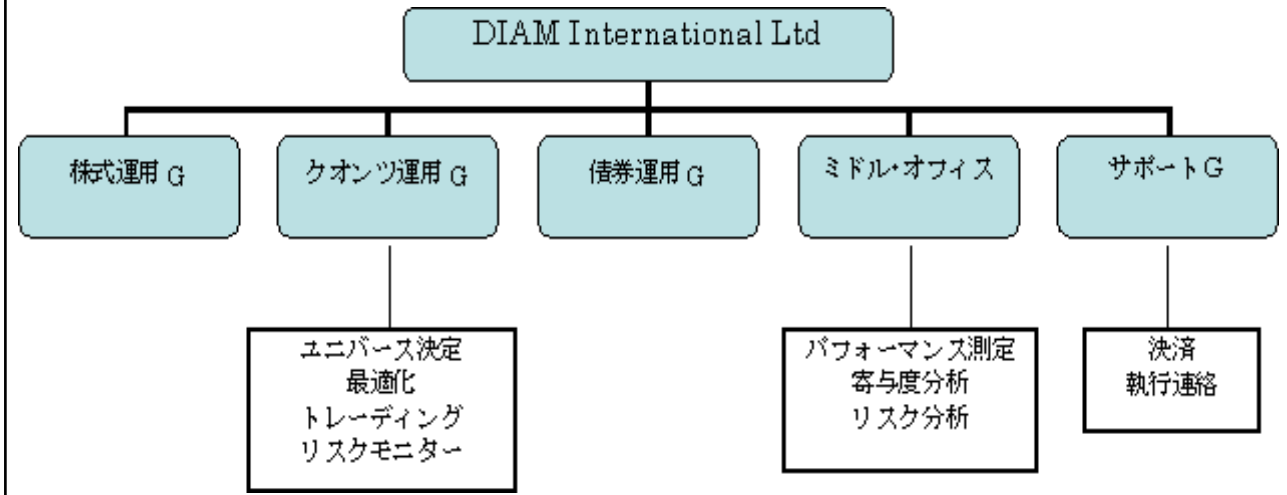 DIAM International Ltd
株式運用 G
クオンツ運用 G
債券運用 G
ミドル・オフィス
サポート G
ユニバース決定
最適化
トレーディング
リスクモニター
パフォーマンス測定
寄与度分析
リスク分析
決済
執行連絡